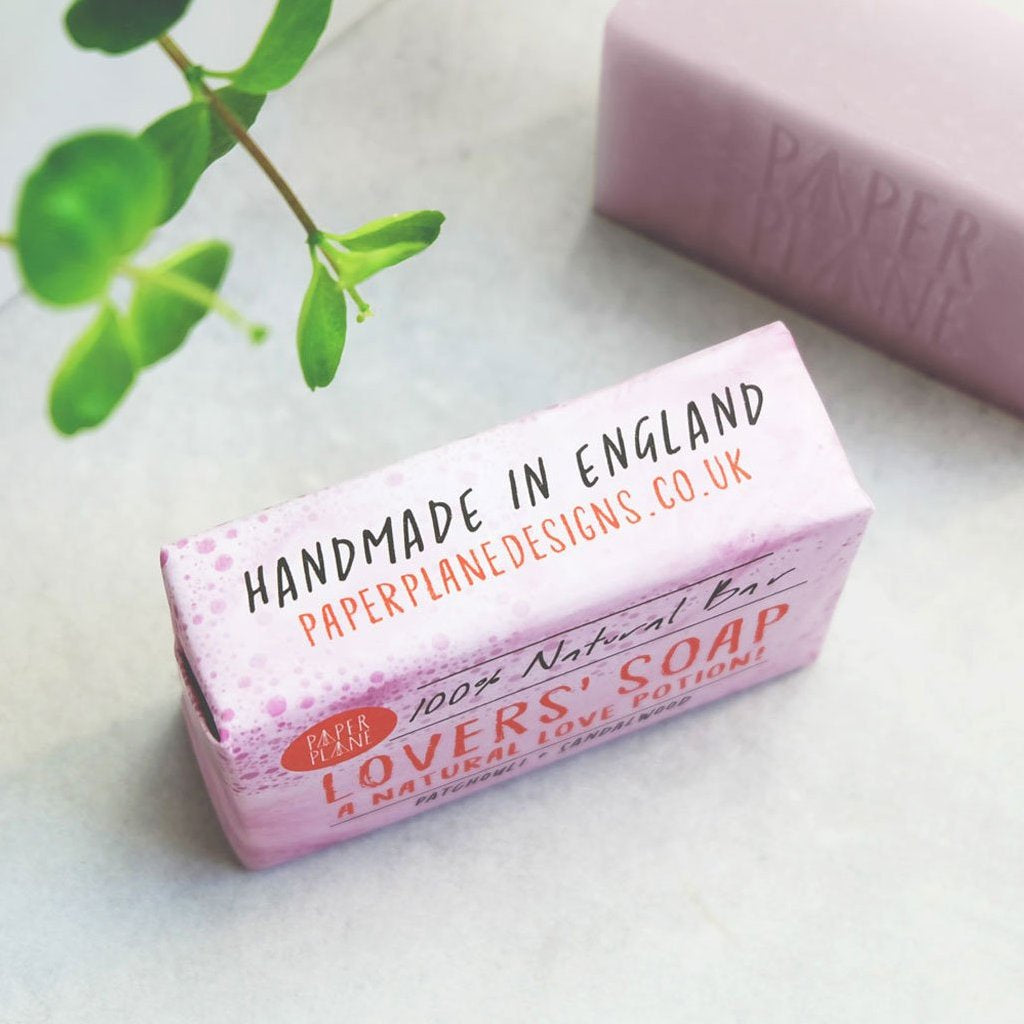 PAPER
PLANE
HANDMADE IN ENGLAND
PAPERPLANEDESIGNS.CO.UK
100% Natural Bar
PAPER
PLANE
LOVERS' SOAP
A NATURAL LOVE POTION!
PATCHOULI + SANDALWOOD